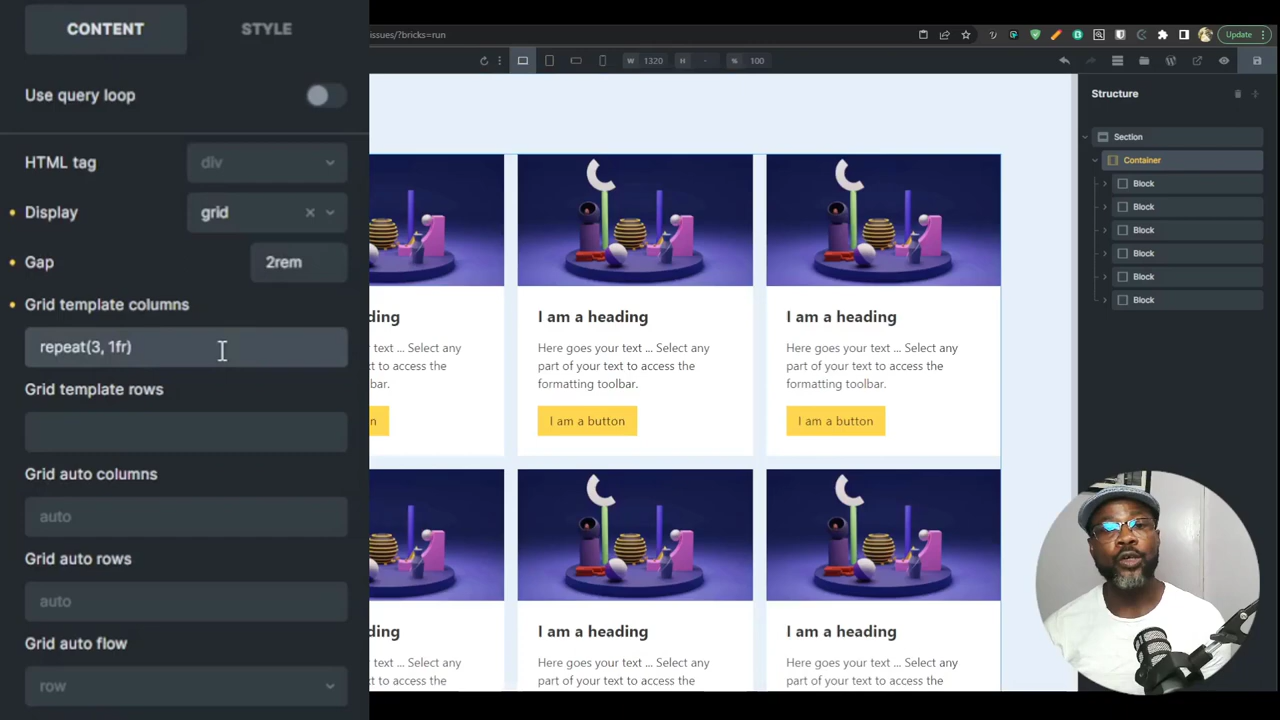 CONTENT
STYLE
Use query loop
HTML tag
div
Display
grid
Gap
2rem
Grid template columns
repeat(3, 1fr)
Grid template rows
Grid auto columns
auto
Grid auto rows
auto
Grid auto flow
row
issues/?bricks=run
Update
W 1320 H - % 100
Structure
Section
Container
Block
Block
Block
Block
Block
Block
ding
ur text ... Select any
t to access the
bar.
n
I am a heading
Here goes your text ... Select any
part of your text to access the
formatting toolbar.
I am a button
I am a heading
Here goes your text ... Select any
part of your text to access the
formatting toolbar.
I am a button
ding
ur text ... Select any
t to access the
I am a heading
Here goes your text ... Select any
part of your text to access the
I am a heading
Here goes your text ... Select any
part of your text to access the